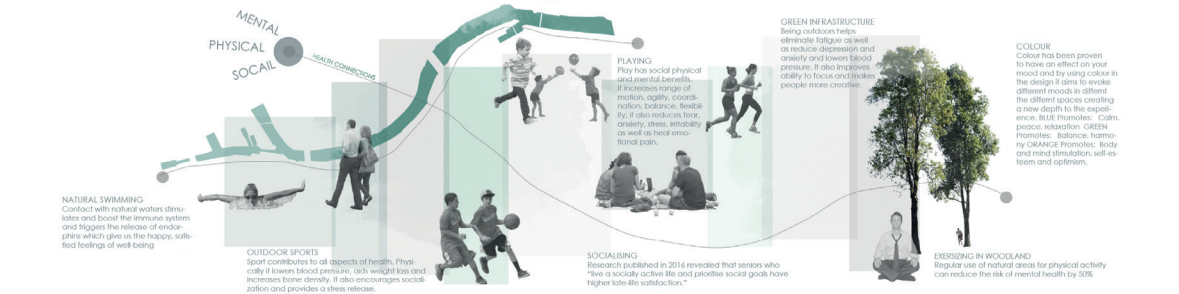 MENTAL
PHYSICAL
SOCAIL
HEALTH CONNECTIONS
NATURAL SWIMMING
Contact with natural waters stimu-
lates and boost the immune system
and triggers the release of endor-
phins which give us the happy, satis-
fied feelings of well-being
OUTDOOR SPORTS
Sport contributes to all aspects of health. Physi-
cally it lowers blood pressure, aids weight loss and
increases bone density. It also encourages sociali-
zation and provides a stress release.
PLAYING
Play has social physical
and mental benefits.
It increases range of
motion, agility, coordi-
nation, balance, flexibil-
ity; it also reduces fear,
anxiety, stress, irritability
as well as heal emo-
tional pain.
SOCIALISING
Research published in 2016 revealed that seniors who
"live a socially active life and prioritise social goals have
higher late-life satisfaction."
GREEN INFRASTRUCTURE
Being outdoors helps
eliminate fatigue as well
as reduce depression and
anxiety and lowers blood
pressure. It also improves
ability to focus and makes
people more creative.
COLOUR
Colour has been proven
to have an effect on your
mood and by using colour in
the design it aims to evoke
different moods in differnt
the differnt spaces creating
a new depth to the experi-
ence. BLUE Promotes: Calm,
peace, relaxation GREEN
Promotes: Balance, harmo-
ny ORANGE Promotes: Body
and mind stimulation, self-es-
teem and optimism.
EXERSIZING IN WOODLAND
Regular use of natural areas for physical activity
can reduce the risk of mental health by 50%